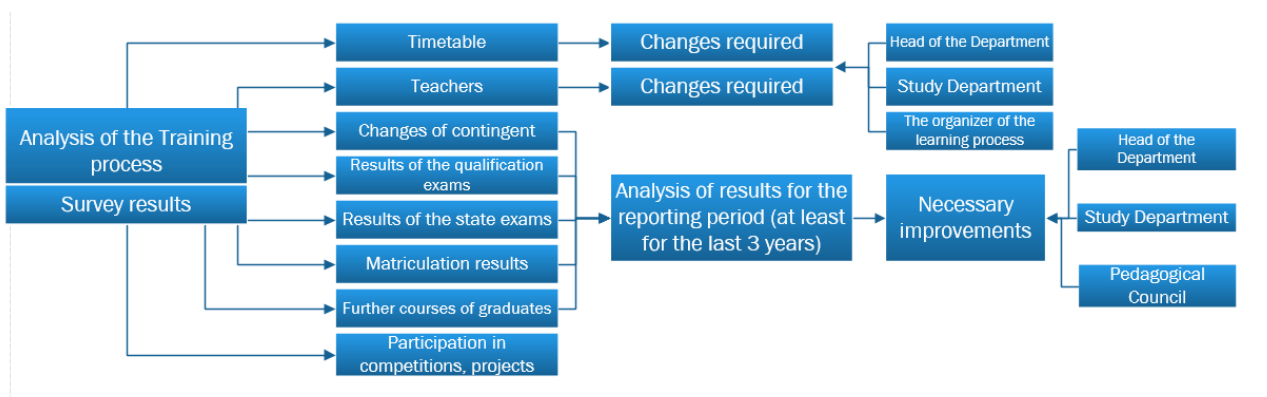 Analysis of the Training
process
Survey results
Timetable
Teachers
Changes of contingent
Results of the qualification
exams
Results of the state exams
Matriculation results
Further courses of graduates
Participation in
competitions, projects
Changes required
Changes required
Analysis of results for the
reporting period (at least
for the last 3 years)
Head of the Department
Study Department
The organizer of the
learning process
Necessary
improvements
Head of the
Department
Study Department
Pedagogical
Council